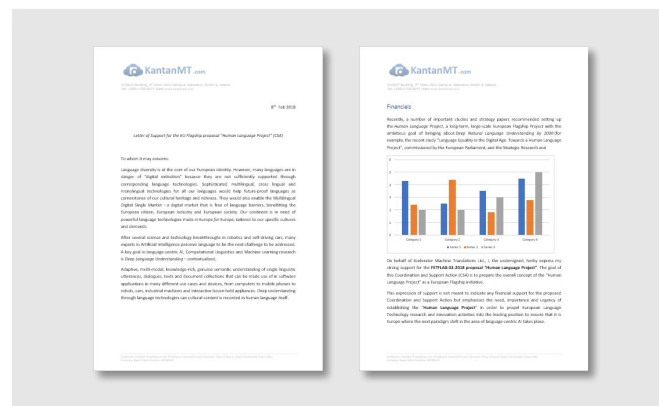 KantanMT.com
8th Feb 2018
Letter of Support for the EU Flagship proposal "Human Language Project" (CSA)
To whom it may concern:
Language diversity is at the core of our European identity. However, many languages are in
danger of "digital extinction" because they are not sufficiently supported through
corresponding language technologies. Sophisticated multilingual, cross lingual and
monolingual technologies for all our languages would help future-proof languages as
cornerstones of our cultural heritage and richness. They would also enable the Multilingual
Digital Single Market – a digital market that is free of language barriers, benefitting the
European citizen, European industry and European society. Our continent is in need of
powerful language technologies made in Europe for Europe, tailored to our specific cultures
and demands.
After several science and technology breakthroughs in robotics and self-driving cars, many
experts in Artificial Intelligence perceive language to be the next challenge to be addressed.
A key goal in language-centric AI, Computational Linguistics and Machine Learning research
is Deep Language Understanding – contextualised,
Adaptive, multi-modal, knowledge-rich, genuine semantic understanding of single linguistic
utterances, dialogues, texts and document collections that can be made use of in software
applications in many different use cases and devices, from computers to mobile phones to
robots, cars, industrial machines and interactive house-hold appliances. Deep understanding
through language technologies was cultural content is recorded in human language itself.
KantanMT.com
Financials
Recently, a number of important studies and strategy papers recommended setting up
the Human Language Project, a long-term, large-scale European Flagship Project with the
ambitious goal of bringing about Deep Natural Language Understanding by 2030 (for
example, the recent study "Language Equality in the Digital Age: Toward a Human Language
Project", commissioned by the European Parliament, and the Strategic Research and
6
5
4
3
2
1
0
Category 1 Category 2 Category 3 Category 4
Series 1 Series 2 Series 3
On behalf of Xcelerator Machine Translations Ltd., I, the undersigned, hereby express my
strong support for the FETFLAG-01-2018 proposal "Human Language Project". The goal of
this Coordination and Support Action (CSA) is to prepare the overall concept of the "Human
Language Project" as a European Flagship Initiative.
This expression of support is not meant to indicate any financial support for the proposed
Coordination and Support Action but emphasises the need, importance and urgency of
establishing the "Human Language Project" in order to propel European Language
Technology research and innovation activities into the leading position to ensure that it is
Europe where the next paradigm shift in the area of language-centric AI takes place.